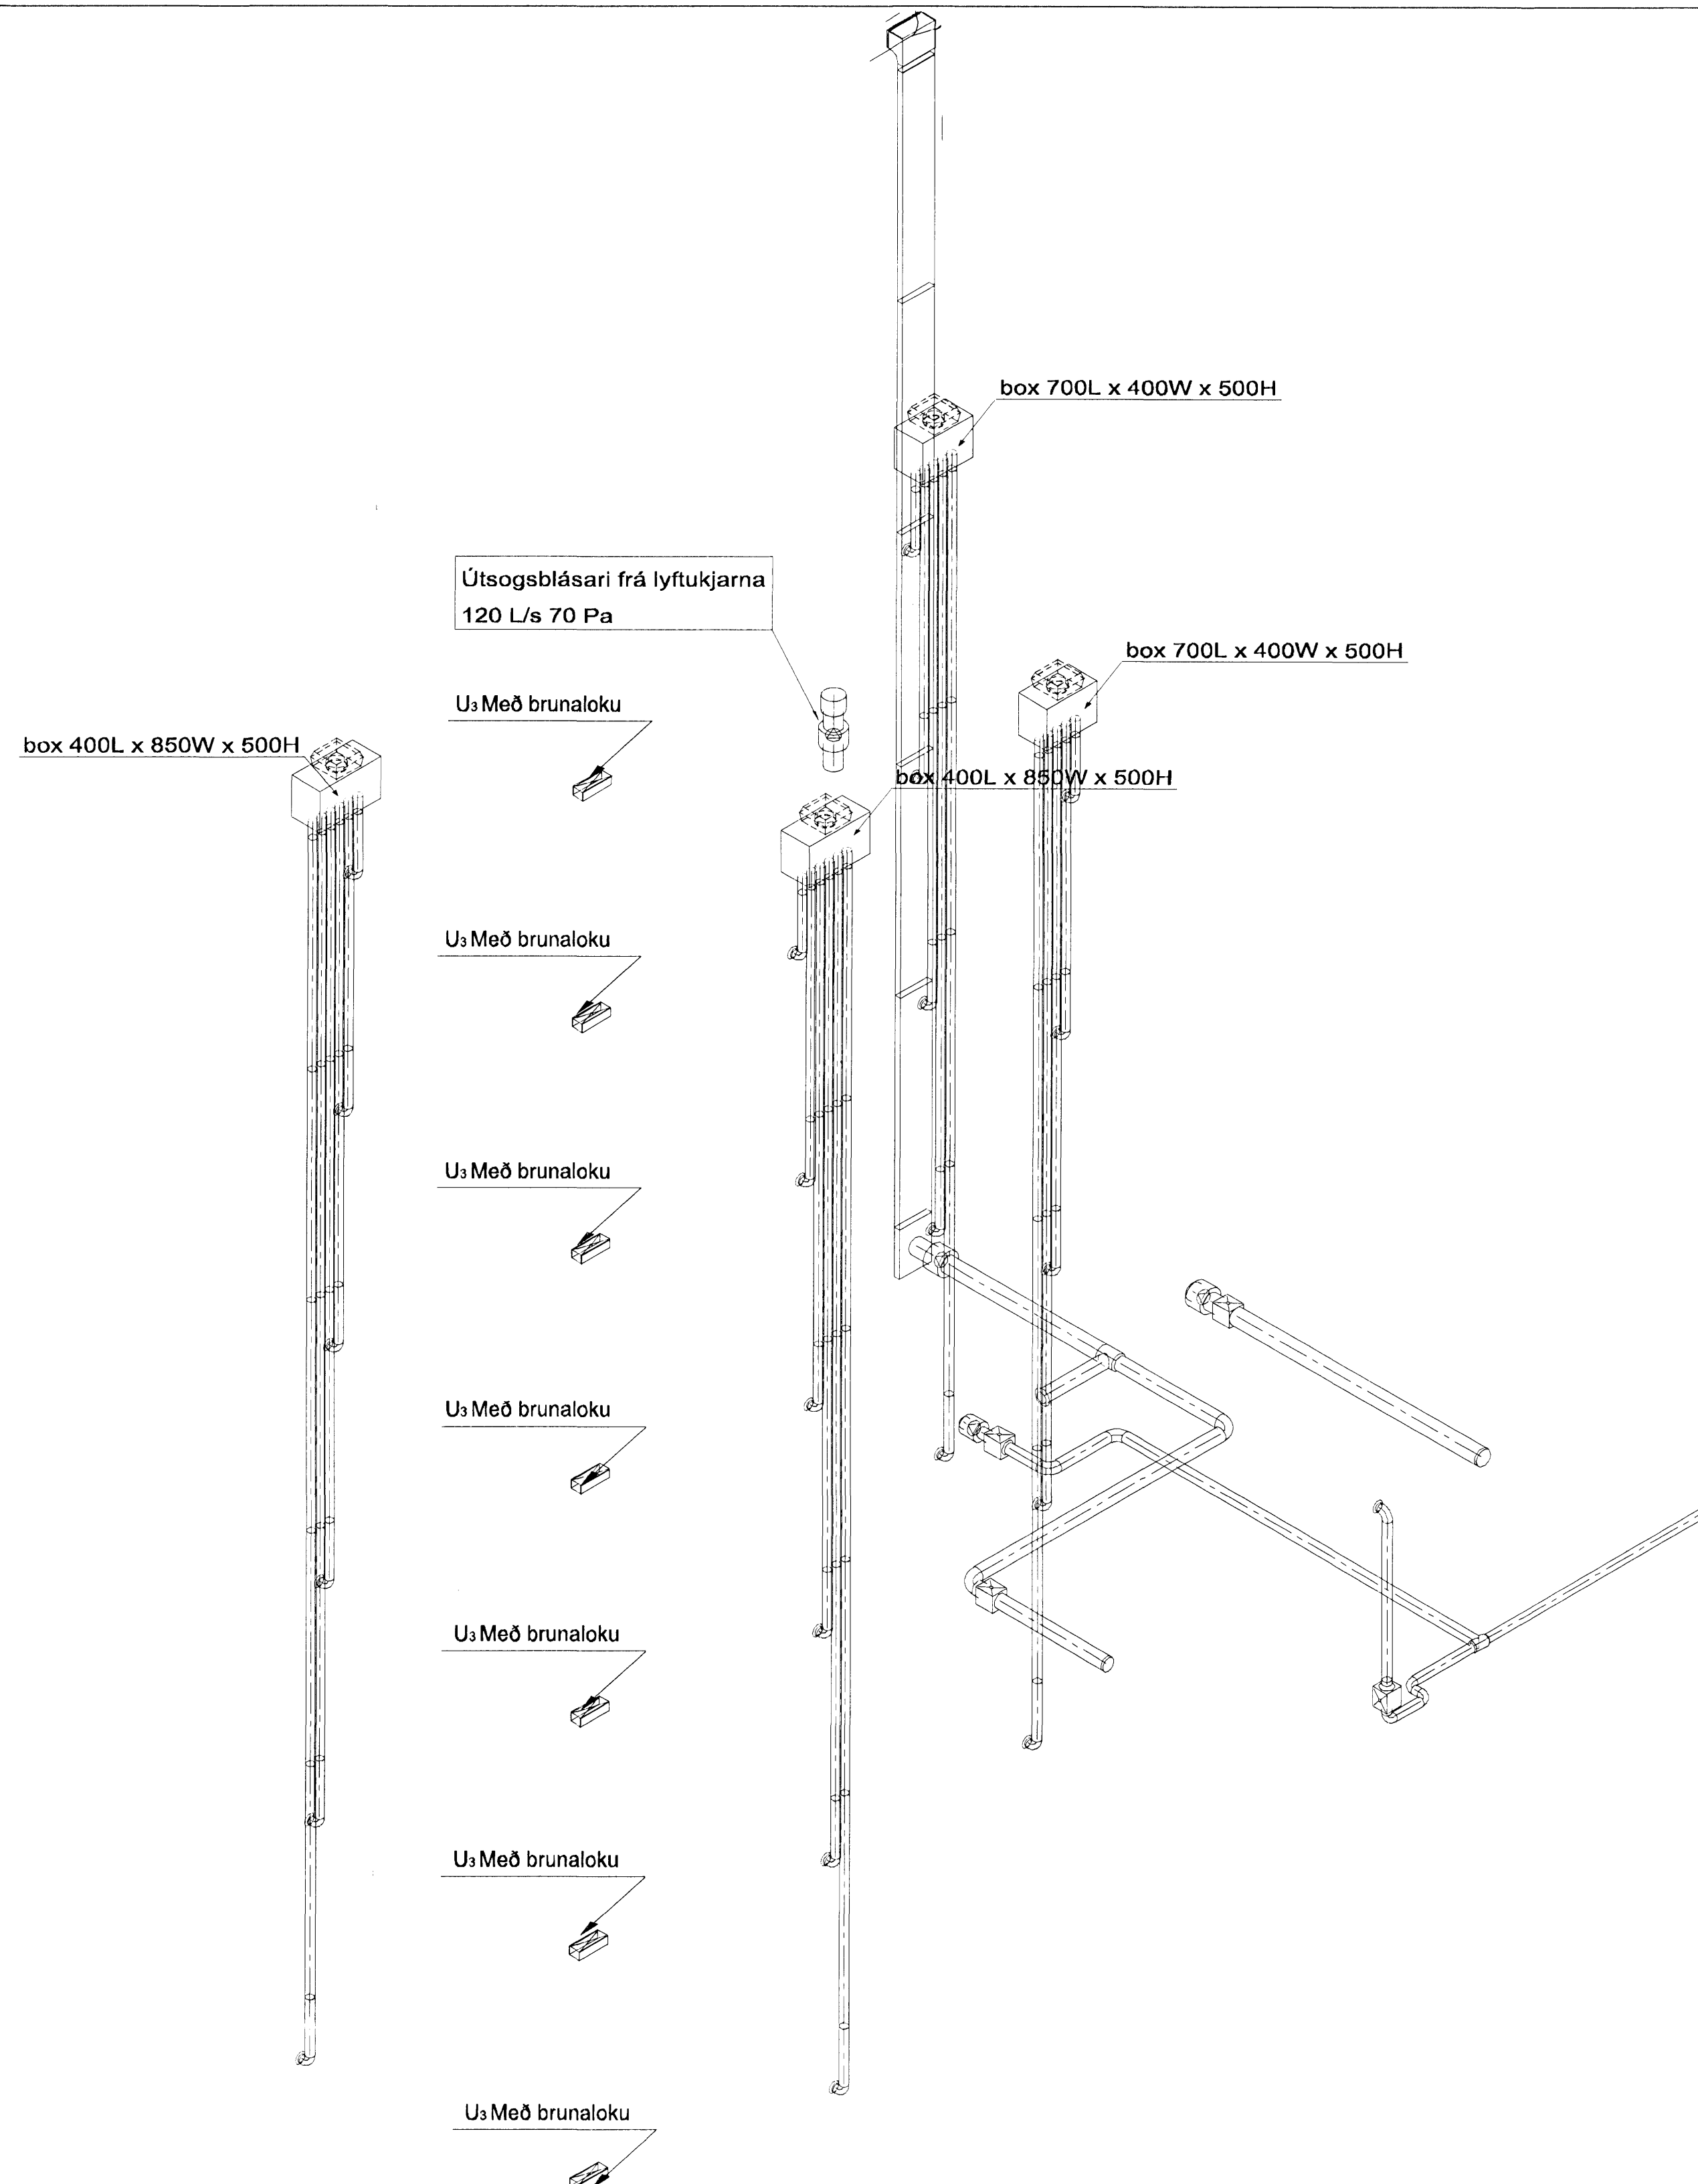 box 700L x 400W x 500H
Útsogsblásari frá lyftukjarna
120 L/s 70 Pa
box 700L x 400W x 500H
U₃ Með brunaloku
box 400L x 850W x 500H
box 400L x 850W x 500H
U₃ Með brunaloku
U₃ Með brunaloku
U₃ Með brunaloku
U₃ Með brunaloku
U₃ Með brunaloku
U₃ Með brunaloku